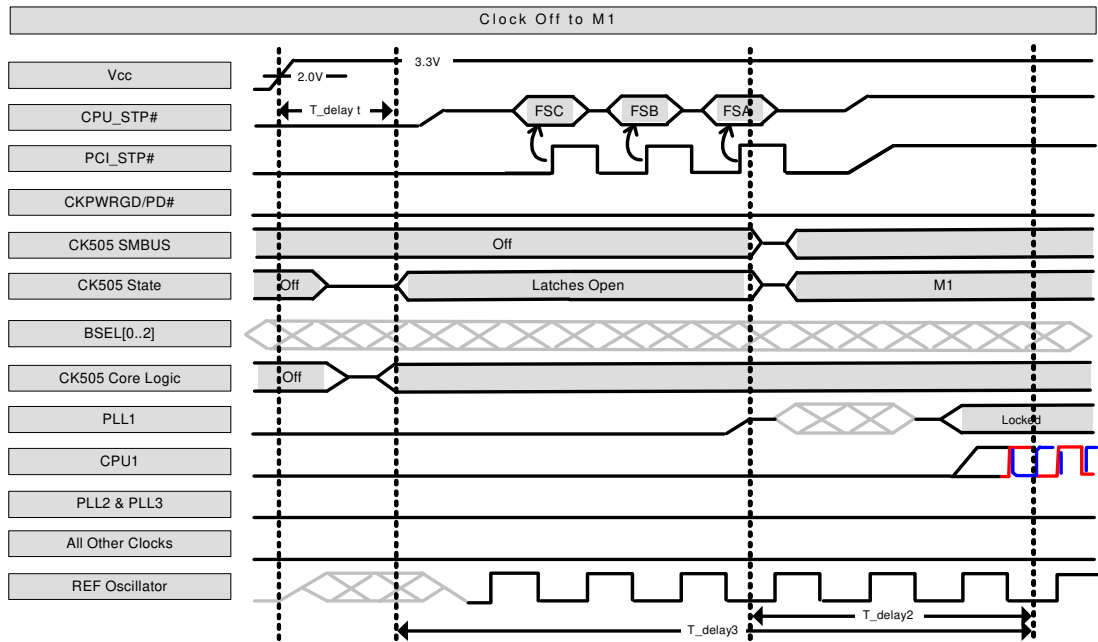 Clock Off to M1
Vcc
2.0V
3.3V
CPU_STP#
T_delay t
FSC
FSB
FSA
PCI_STP#
CKPWRGD/PD#
CK505 SMBUS
Off
CK505 State
Off
Latches Open
M1
BSEL[0..2]
CK505 Core Logic
Off
PLL1
Locked
CPU1
PLL2 & PLL3
All Other Clocks
REF Oscillator
T_delay2
T_delay3